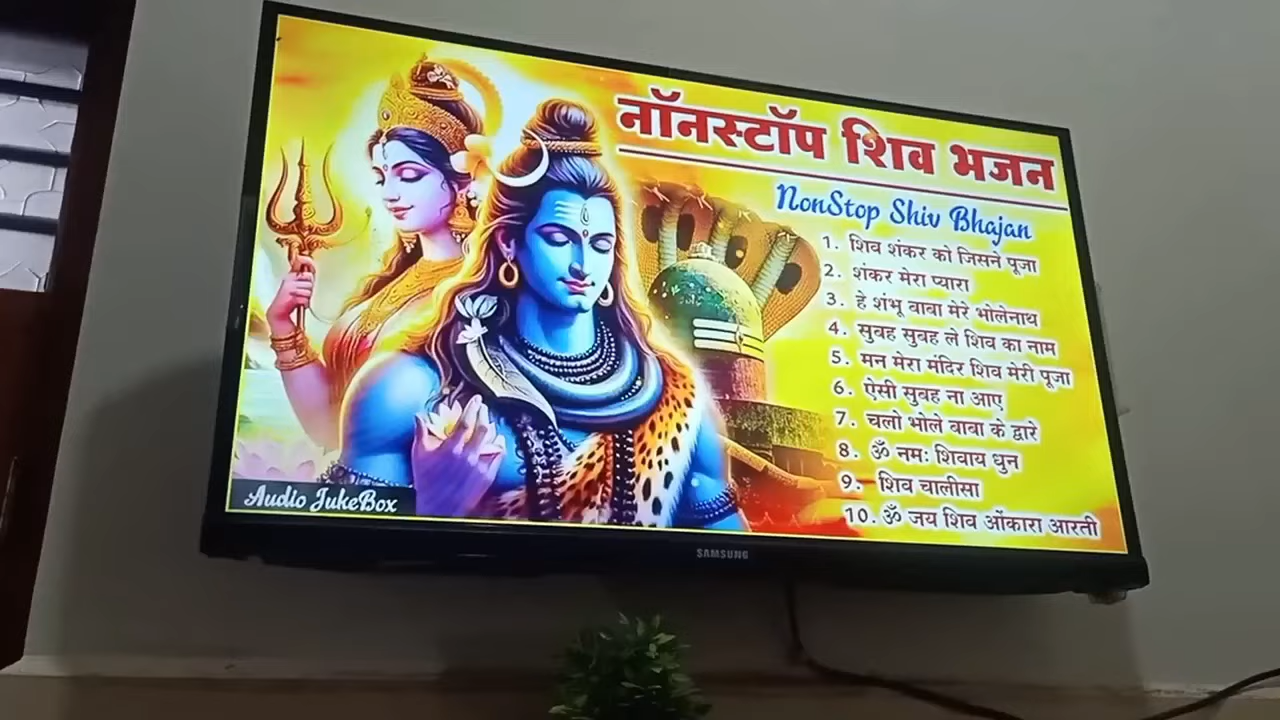 नॉनस्टॉप शिव भजन
NonStop Shiv Bhajan
1. शिव शंकर को जिसने पूजा
2. शंकर मेरा प्यारा
3. हे शंभू बाबा मेरे भोलेनाथ
4. सुबह सुबह ले शिव का नाम
5. मन मेरा मंदिर शिव मेरी पूजा
6. ऐसी सुबह ना आए
7. चलो भोले बाबा के द्वारे
8. ॐ नमः शिवाय धुन
9. शिव चालीसा
10. ॐ जय शिव ओंकारा आरती
Audio JukeBox
SAMSUNG